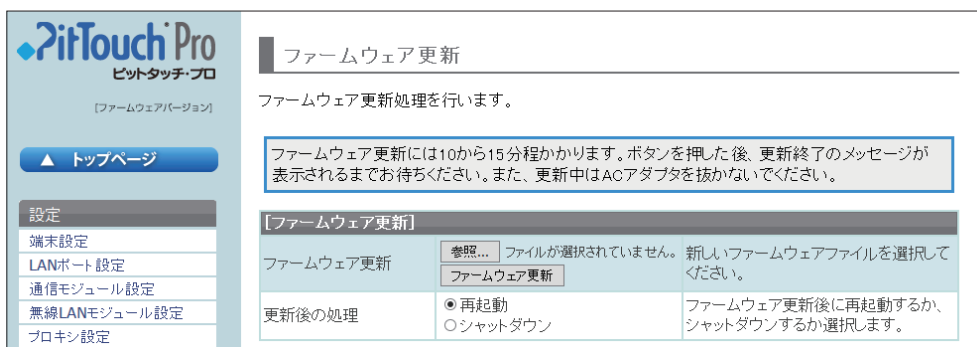 PitTouch Pro
ピットタッチ・プロ
[ファームウェアバージョン]
▲ トップページ
設定
端末設定
LANポート設定
通信モジュール設定
無線LANモジュール設定
プロキシ設定
ファームウェア更新
ファームウェア更新処理を行います。
ファームウェア更新には10から15分程かかります。ボタンを押した後、更新終了のメッセージが
表示されるまでお待ちください。また、更新中はACアダプタを抜かないでください。
[ファームウェア更新]
ファームウェア更新
参照... ファイルが選択されていません。
ファームウェア更新
新しいファームウェアファイルを選択して
ください。
更新後の処理
再起動
シャットダウン
ファームウェア更新後に再起動するか、
シャットダウンするか選択します。